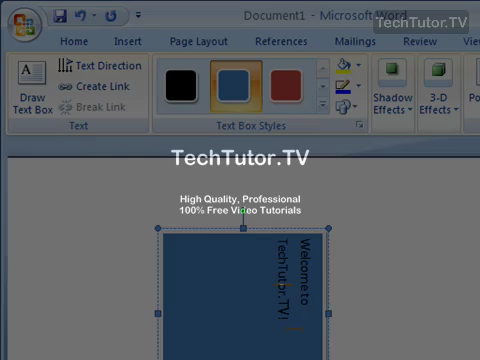 Document1 - Microsoft Word
TechTutor.TV
Home Insert Page Layout References Mailings Review
Draw Text Box
Text Direction
Create Link
Break Link
Text
Text Box Styles
Shadow Effects
3-D Effects
TechTutor.TV
High Quality, Professional
100% Free Video Tutorials
Welcome to
TechTutor.TV!